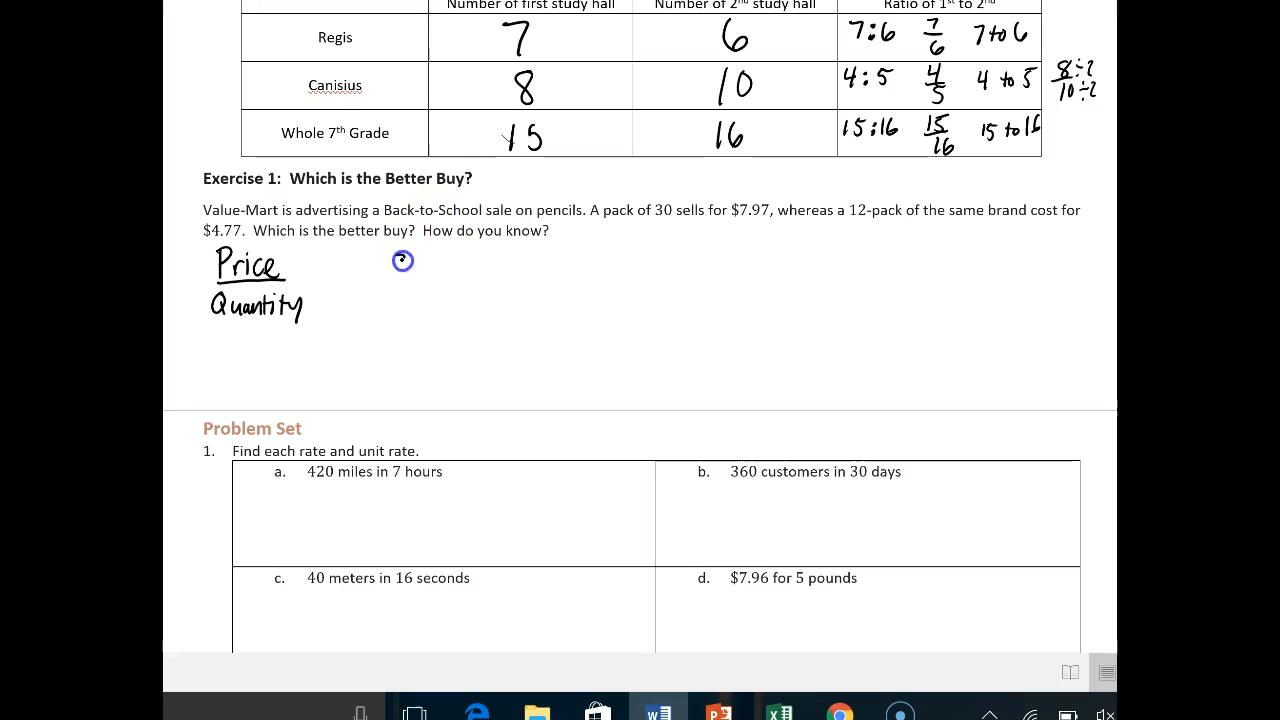 Number of first study hall Number of 2nd study hall Ratio of 1st to 2nd
Regis 7 6 7:6 7/6 7 to 6
Canisius 8 10 4:5 4/5 4 to 5 8÷2/10÷2
Whole 7th Grade 15 16 15:16 15/16 15 to 16
Exercise 1: Which is the Better Buy?
Value-Mart is advertising a Back-to-School sale on pencils. A pack of 30 sells for $7.97, whereas a 12-pack of the same brand cost for
$4.77. Which is the better buy? How do you know?
Price
Quantity
Problem Set
1. Find each rate and unit rate.
a. 420 miles in 7 hours b. 360 customers in 30 days
c. 40 meters in 16 seconds d. $7.96 for 5 pounds